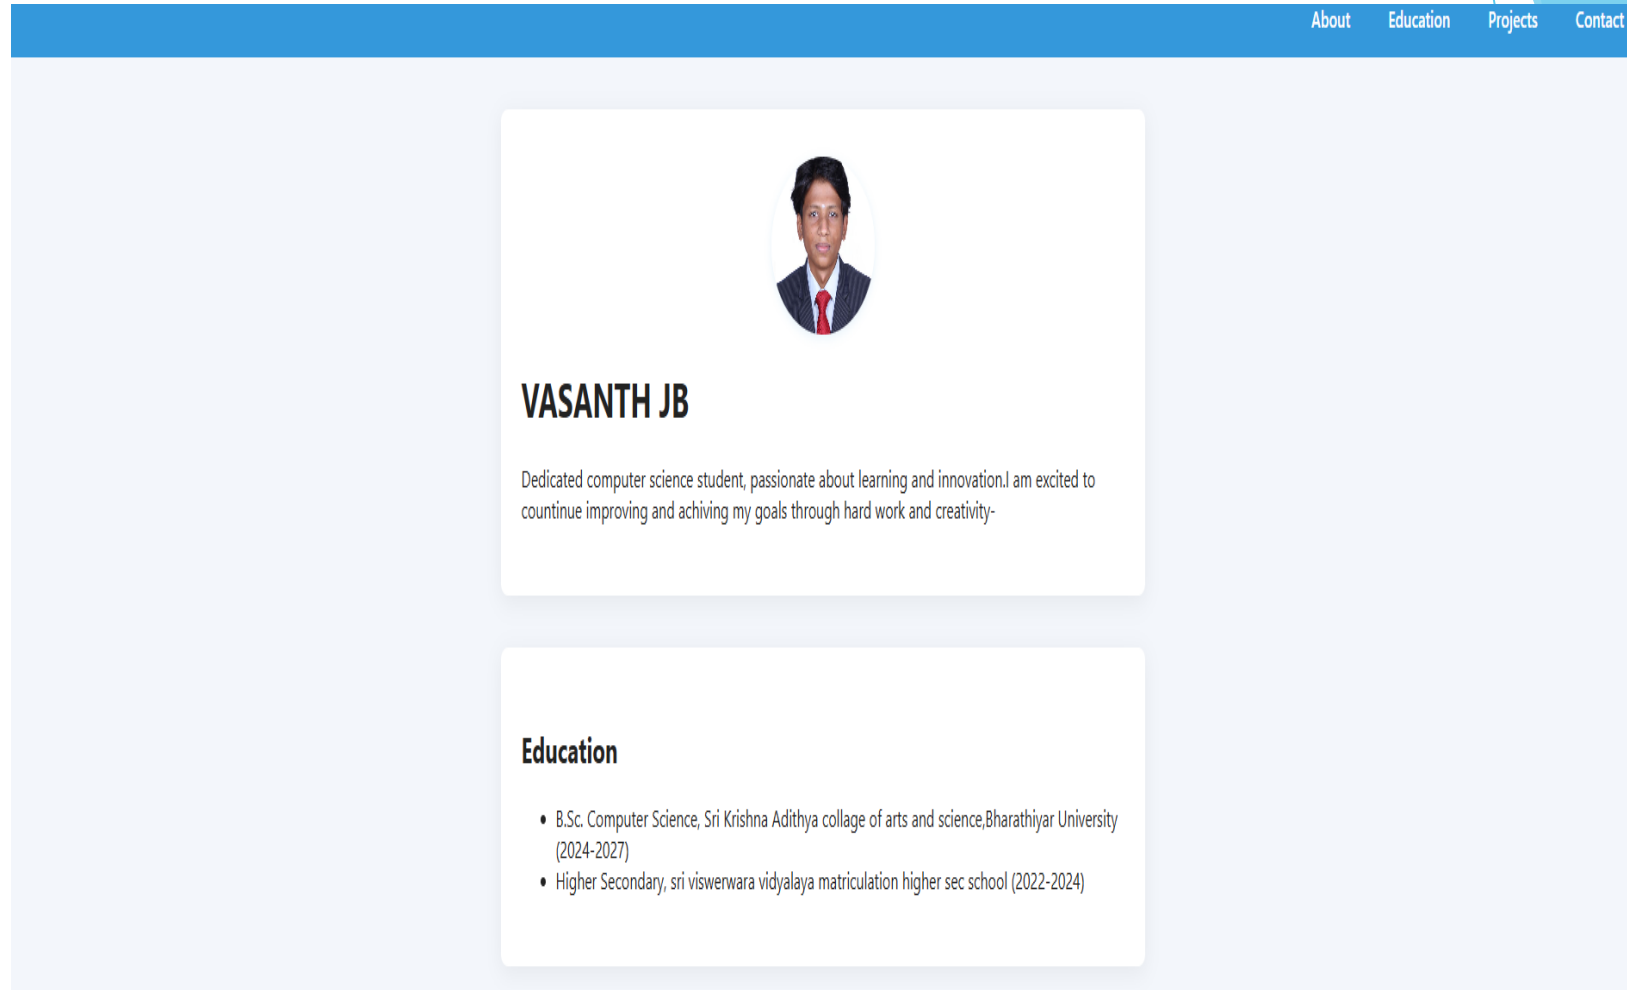 About Education Projects Contact
VASANTH JB
Dedicated computer science student, passionate about learning and innovation.I am excited to
countinue improving and achiving my goals through hard work and creativity-
Education
• B.Sc. Computer Science, Sri Krishna Adithya collage of arts and science,Bharathiyar University
(2024-2027)
• Higher Secondary, sri viswerwara vidyalaya matriculation higher sec school (2022-2024)